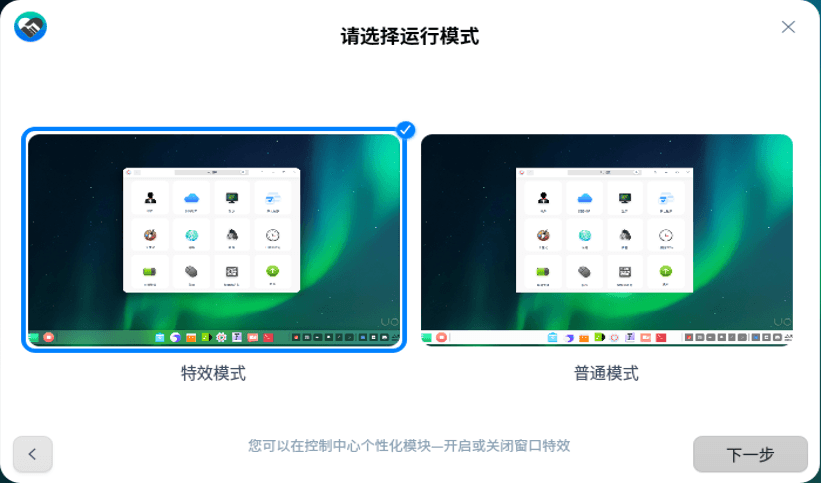 请选择运行模式
特效模式
普通模式
您可以在控制中心个性化模块—开启或关闭窗口特效
下一步